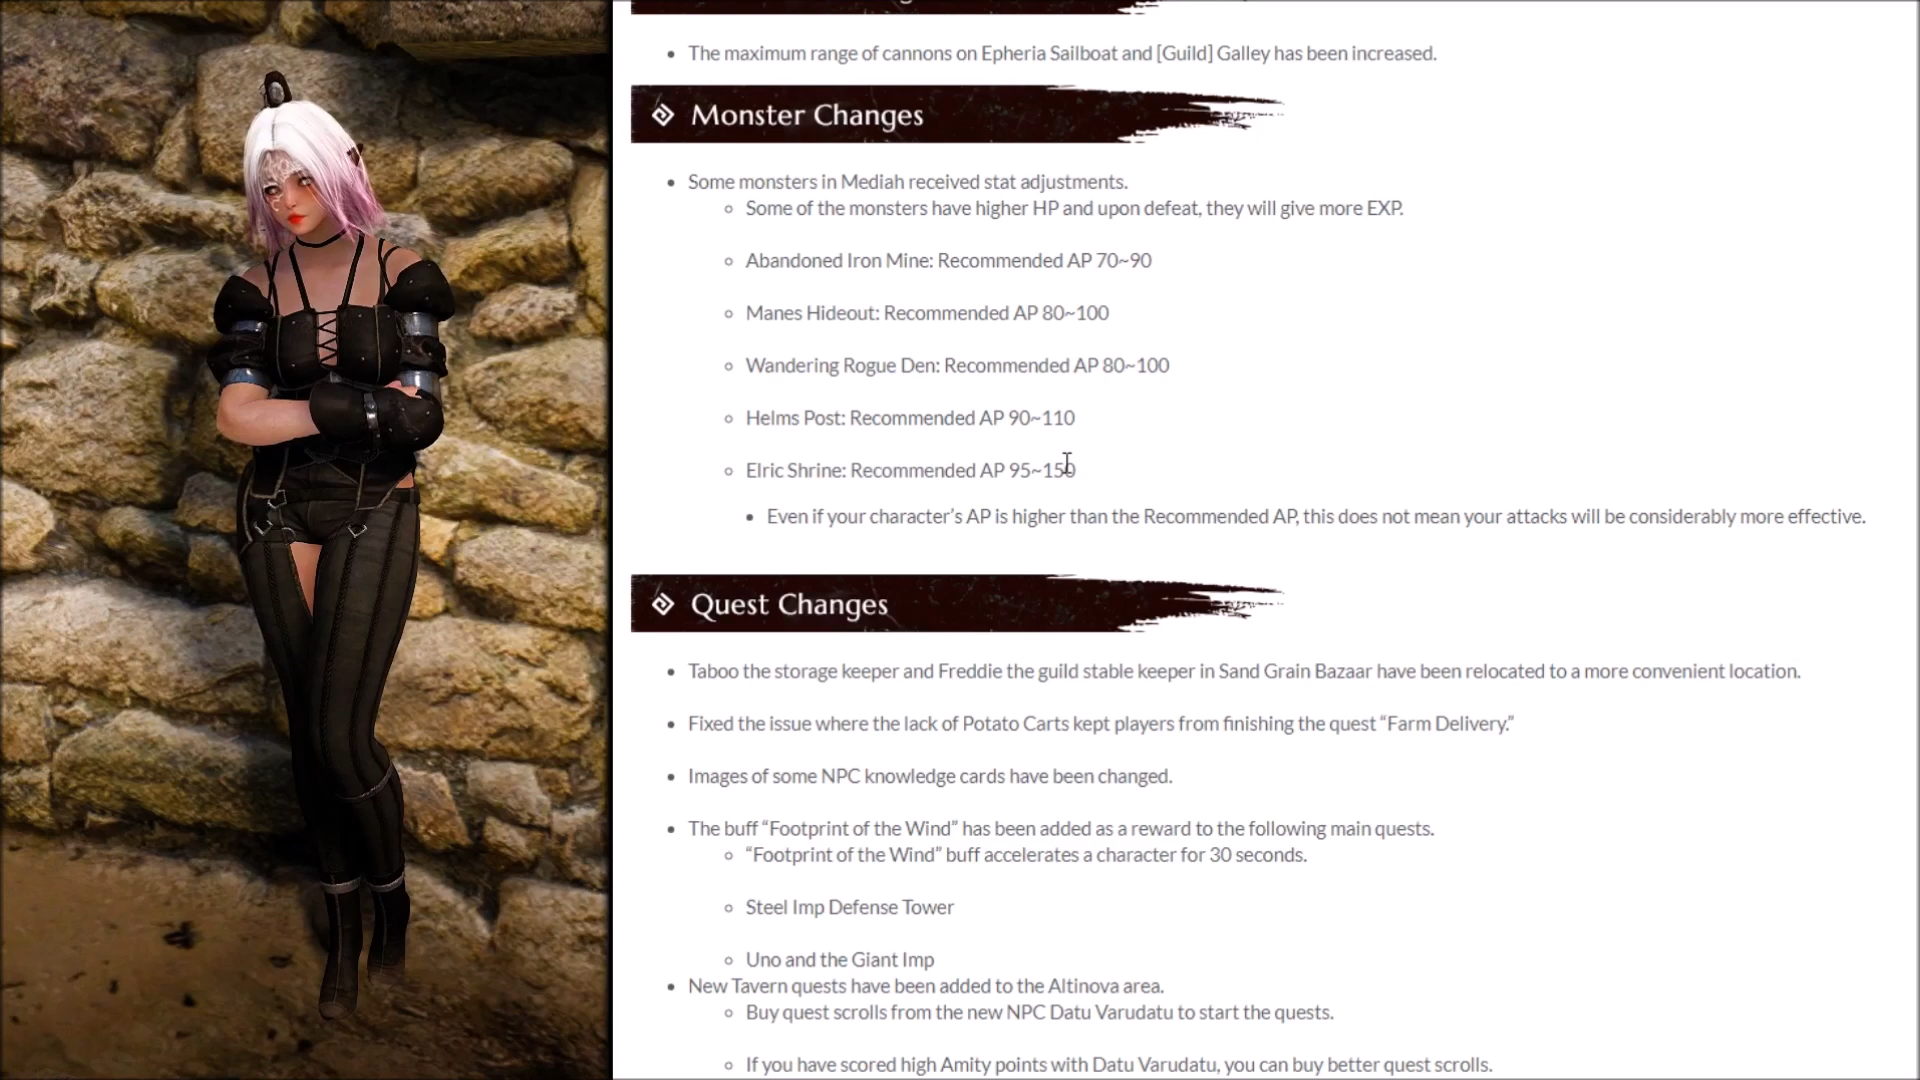 The maximum range of cannons on Epheria Sailboat and [Guild] Galley has been increased.
Monster Changes
Some monsters in Mediah received stat adjustments.
Some of the monsters have higher HP and upon defeat, they will give more EXP.
Abandoned Iron Mine: Recommended AP 70~90
Manes Hideout: Recommended AP 80~100
Wandering Rogue Den: Recommended AP 80~100
Helms Post: Recommended AP 90~110
Elric Shrine: Recommended AP 95~150
Even if your character’s AP is higher than the Recommended AP, this does not mean your attacks will be considerably more effective.
Quest Changes
Taboo the storage keeper and Freddie the guild stable keeper in Sand Grain Bazaar have been relocated to a more convenient location.
Fixed the issue where the lack of Potato Carts kept players from finishing the quest “Farm Delivery.”
Images of some NPC knowledge cards have been changed.
The buff “Footprint of the Wind” has been added as a reward to the following main quests.
“Footprint of the Wind” buff accelerates a character for 30 seconds.
Steel Imp Defense Tower
Uno and the Giant Imp
New Tavern quests have been added to the Altinova area.
Buy quest scrolls from the new NPC Datu Varudatu to start the quests.
If you have scored high Amity points with Datu Varudatu, you can buy better quest scrolls.